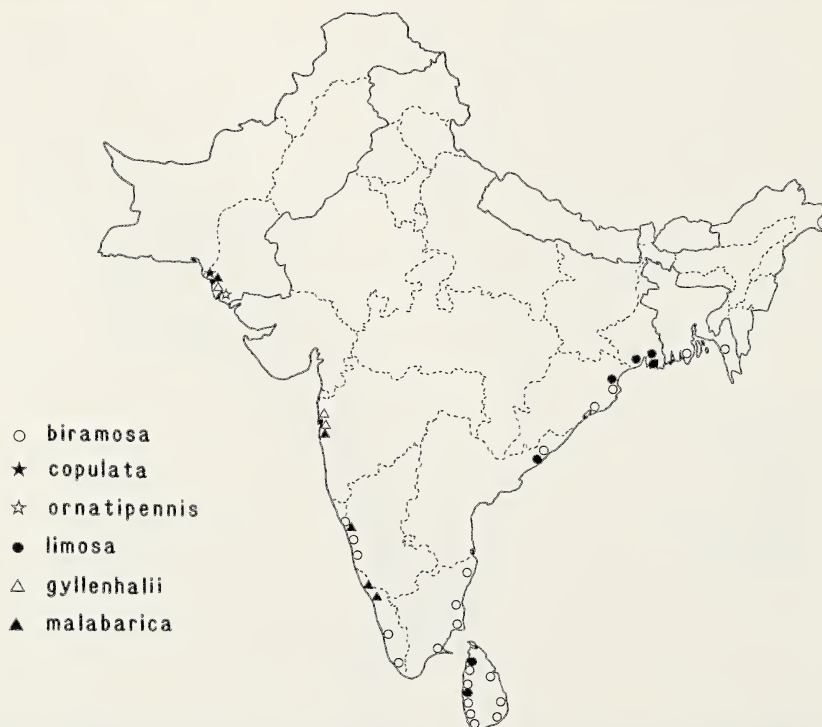 biramosa
copulata
ornatipennis
limosa
gyllenhalii
malabarica